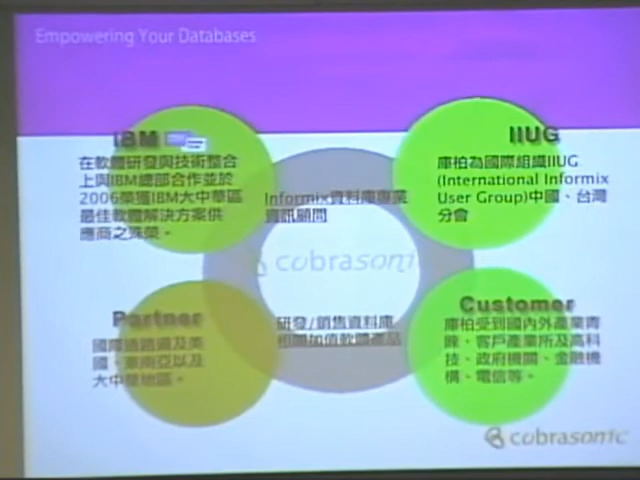 Empowering Your Databases
IBM
在軟體研發與技術整合
上與IBM總部合作並於
2006榮獲IBM大中華區
最佳軟體解決方案供
應商之殊榮。
IIUG
庫柏為國際組織IIUG
(International Informix
User Group)中國、台灣
分會
Informix資料庫專業
資訊顧問
cobrasonic
Partner
國際通路遍及美
國、東南亞以及
大中華地區。
研發/銷售資料庫
相關加值軟體產品
Customer
庫柏受到國內外產業青
睞，客戶產業所及高科
技、政府機關、金融機
構、電信等。
cobrasonic